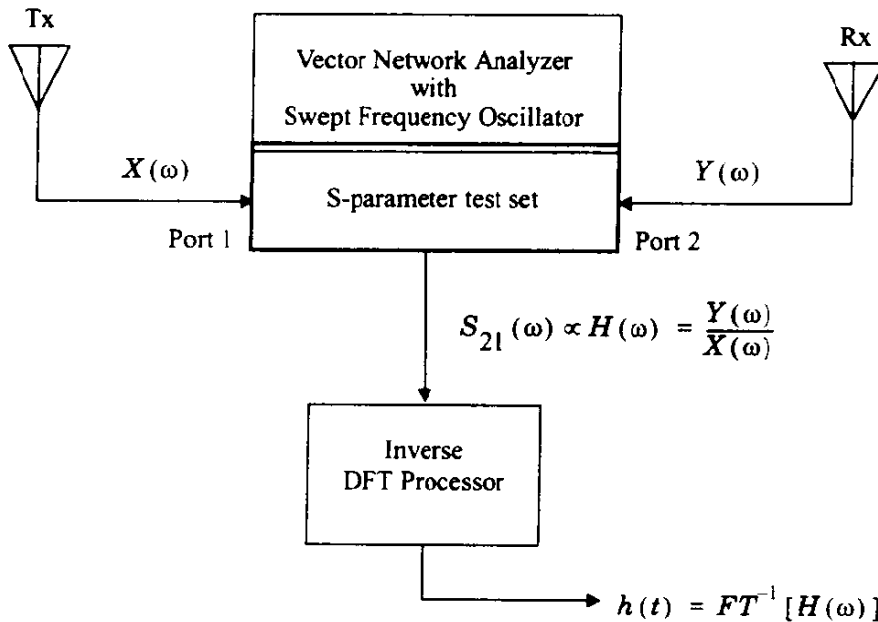 Tx
Rx
Vector Network Analyzer
with
Swept Frequency Oscillator
X(ω)
Y(ω)
S-parameter test set
Port 1
Port 2
S₂₁(ω) ∝ H(ω) = Y(ω)/X(ω)
Inverse
DFT Processor
h(t) = FT⁻¹[H(ω)]